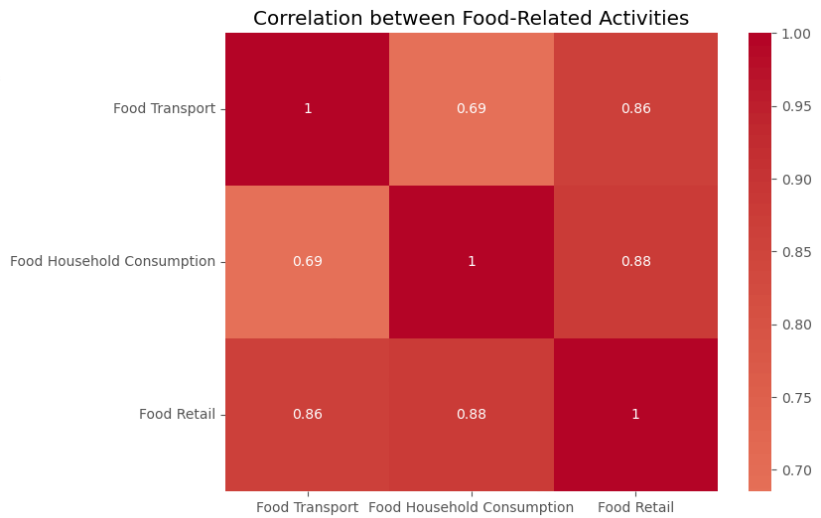 Correlation between Food-Related Activities
Food Transport
1
0.69
0.86
Food Household Consumption
0.69
1
0.88
Food Retail
0.86
0.88
1
Food Transport
Food Household Consumption
Food Retail
1.00
0.95
0.90
0.85
0.80
0.75
0.70